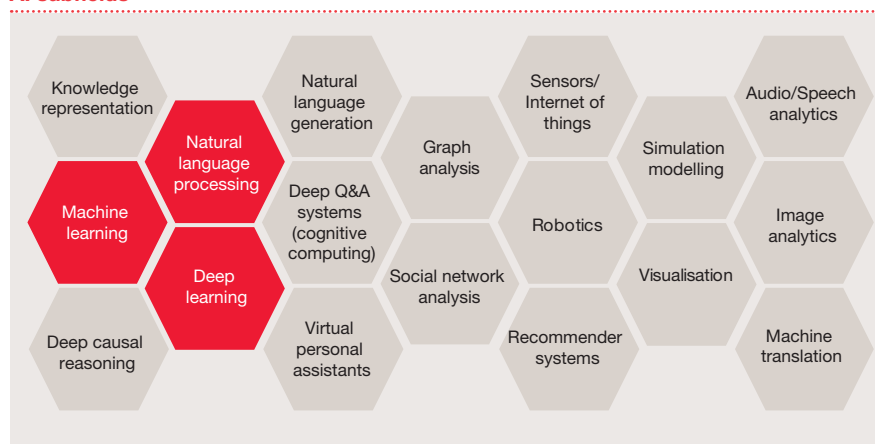 Knowledge
representation
Machine
learning
Deep causal
reasoning
Natural
language
processing
Deep
learning
Natural
language
generation
Deep Q&A
systems
(cognitive
computing)
Virtual
personal
assistants
Graph
analysis
Social network
analysis
Sensors/
Internet of
things
Robotics
Recommender
systems
Simulation
modelling
Visualisation
Audio/Speech
analytics
Image
analytics
Machine
translation